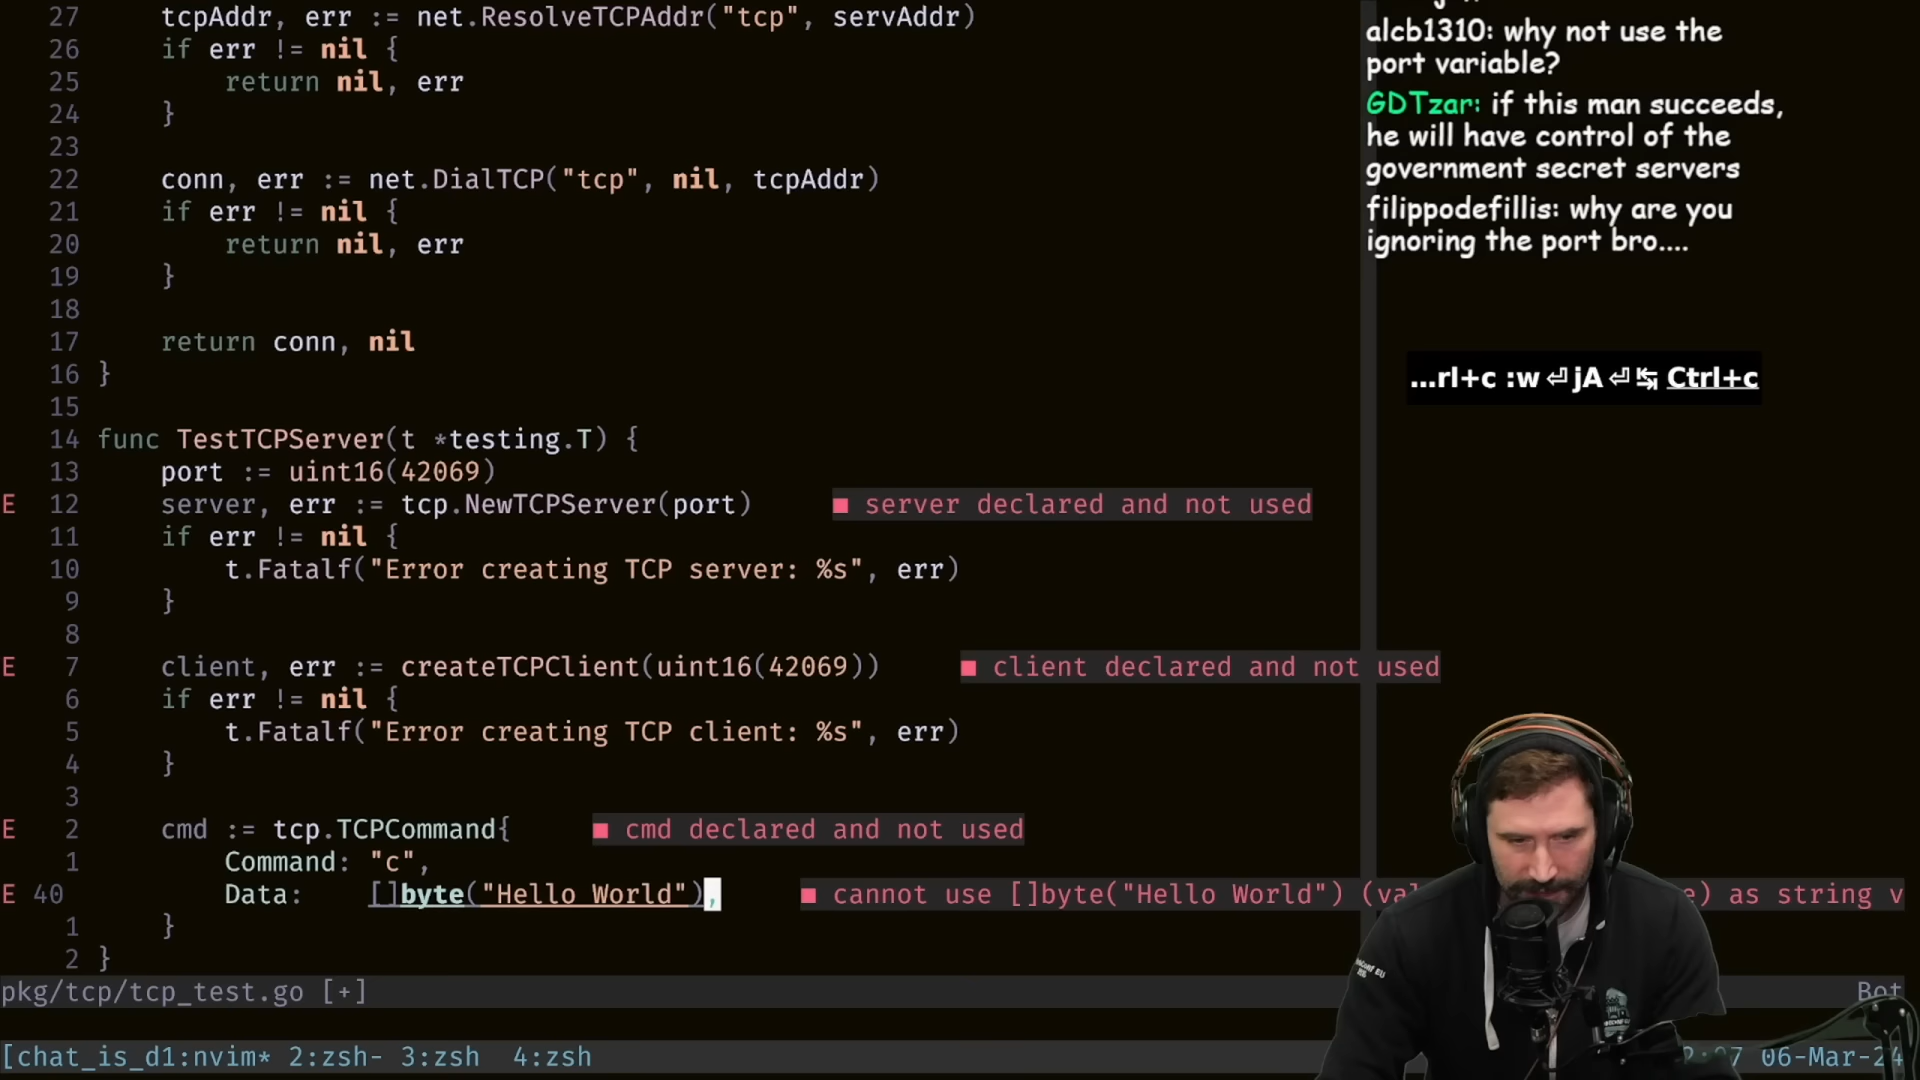 27 tcpAddr, err := net.ResolveTCPAddr("tcp", servAddr)
26 if err != nil {
25 return nil, err
24 }
23
22 conn, err := net.DialTCP("tcp", nil, tcpAddr)
21 if err != nil {
20 return nil, err
19 }
18
17 return conn, nil
16 }
15
14 func TestTCPServer(t *testing.T) {
13 port := uint16(42069)
E 12 server, err := tcp.NewTCPServer(port) ■ server declared and not used
11 if err != nil {
10 t.Fatalf("Error creating TCP server: %s", err)
9 }
8
E 7 client, err := createTCPClient(uint16(42069)) ■ client declared and not used
6 if err != nil {
5 t.Fatalf("Error creating TCP client: %s", err)
4 }
3
E 2 cmd := tcp.TCPCommand{ ■ cmd declared and not used
1 Command: "c",
E 40 Data: []byte("Hello World"), ■ cannot use []byte("Hello World") as string v
1 }
2 }
pkg/tcp/tcp_test.go [+] Bot
[chat_is_d1:nvim* 2:zsh- 3:zsh 4:zsh 06-Mar-24
alcb1310: why not use the
port variable?
GDTzar: if this man succeeds,
he will have control of the
government secret servers
filippodefillis: why are you
ignoring the port bro....
...rl+c :w⏎jA⏎↹ Ctrl+c